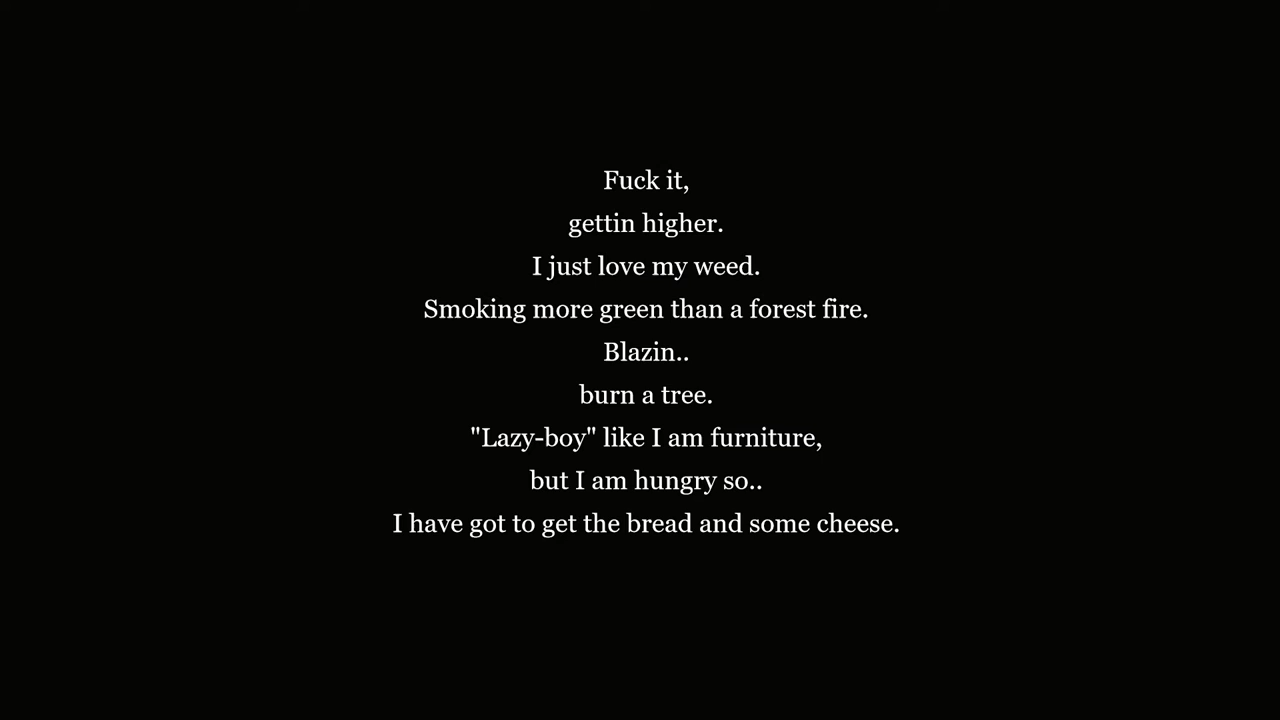 Fuck it,
gettin higher.
I just love my weed.
Smoking more green than a forest fire.
Blazin..
burn a tree.
"Lazy-boy" like I am furniture,
but I am hungry so..
I have got to get the bread and some cheese.